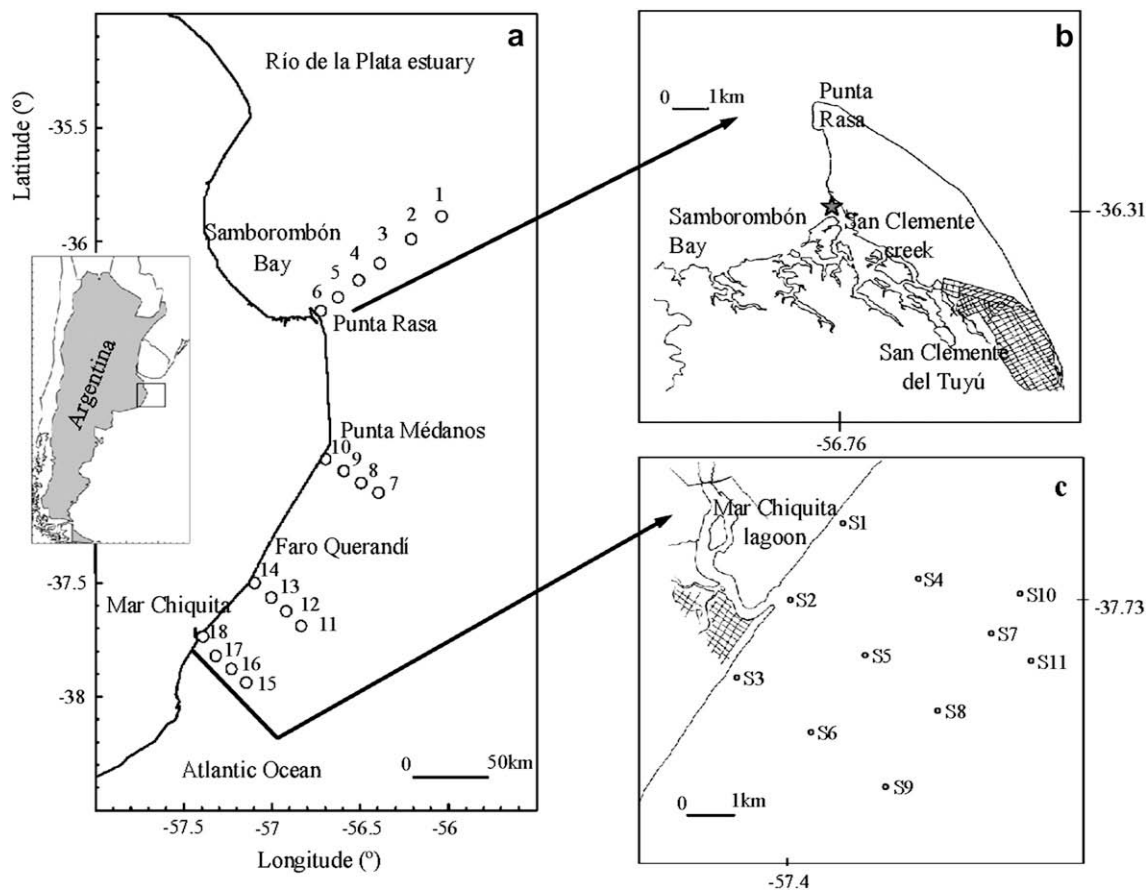 a
Río de la Plata estuary
Latitude (º)
-35.5
-36
-37.5
-38
1
2
3
4
5
6
Samborombón
Bay
Punta Rasa
Argentina
Punta Médanos
10
9
8
7
Faro Querandí
14
13
12
11
Mar Chiquita
18
17
16
15
Atlantic Ocean
0 50km
-57.5 -57 -56.5 -56
Longitude (º)
b
0 1km
Punta
Rasa
Samborombón
Bay
San Clemente
creek
San Clemente
del Tuyú
-36.31
-56.76
c
Mar Chiquita
lagoon
S1
S4
S10
S2
-37.73
S7
S5
S11
S3
S8
S6
S9
0 1km
-57.4